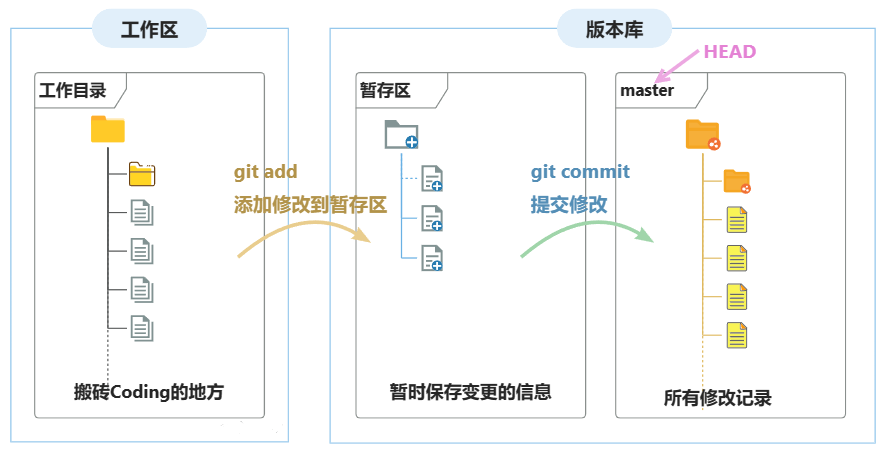 工作区
版本库
HEAD
工作目录
暂存区
master
git add
添加修改到暂存区
git commit
提交修改
搬砖Coding的地方
暂时保存变更的信息
所有修改记录